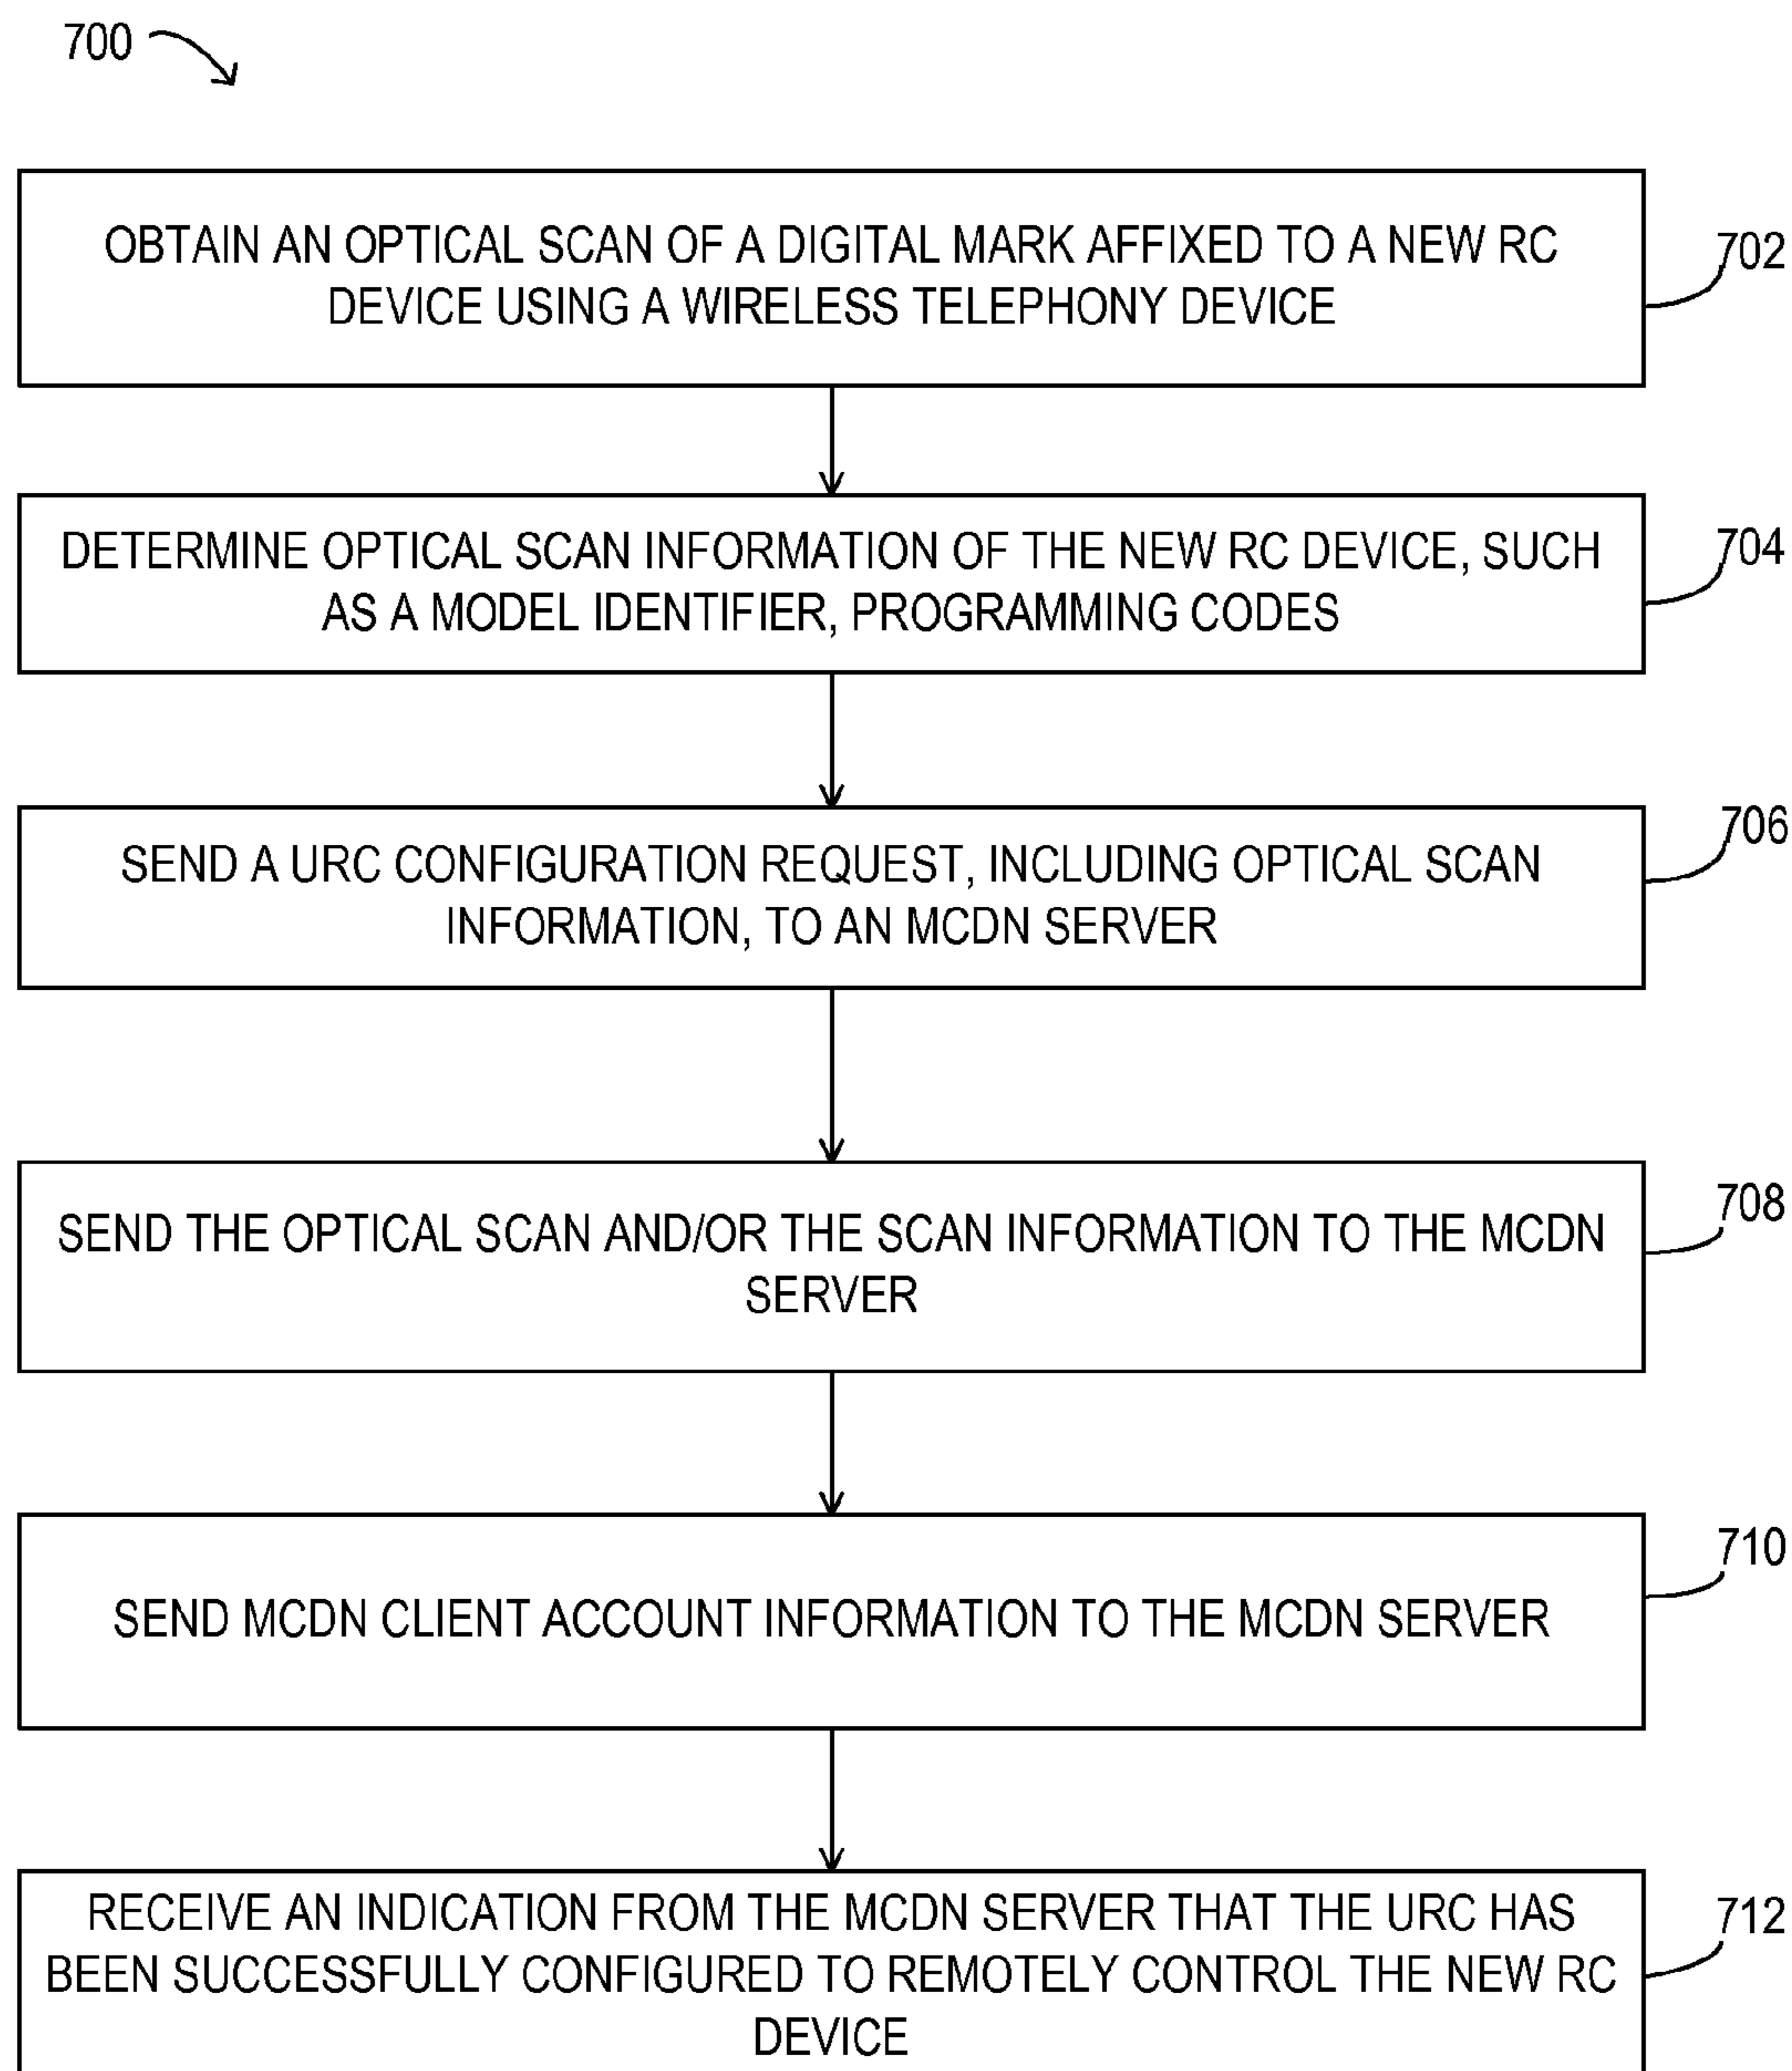 700
OBTAIN AN OPTICAL SCAN OF A DIGITAL MARK AFFIXED TO A NEW RC
DEVICE USING A WIRELESS TELEPHONY DEVICE
702
DETERMINE OPTICAL SCAN INFORMATION OF THE NEW RC DEVICE, SUCH
AS A MODEL IDENTIFIER, PROGRAMMING CODES
704
SEND A URC CONFIGURATION REQUEST, INCLUDING OPTICAL SCAN
INFORMATION, TO AN MCDN SERVER
706
SEND THE OPTICAL SCAN AND/OR THE SCAN INFORMATION TO THE MCDN
SERVER
708
SEND MCDN CLIENT ACCOUNT INFORMATION TO THE MCDN SERVER
710
RECEIVE AN INDICATION FROM THE MCDN SERVER THAT THE URC HAS
BEEN SUCCESSFULLY CONFIGURED TO REMOTELY CONTROL THE NEW RC
DEVICE
712